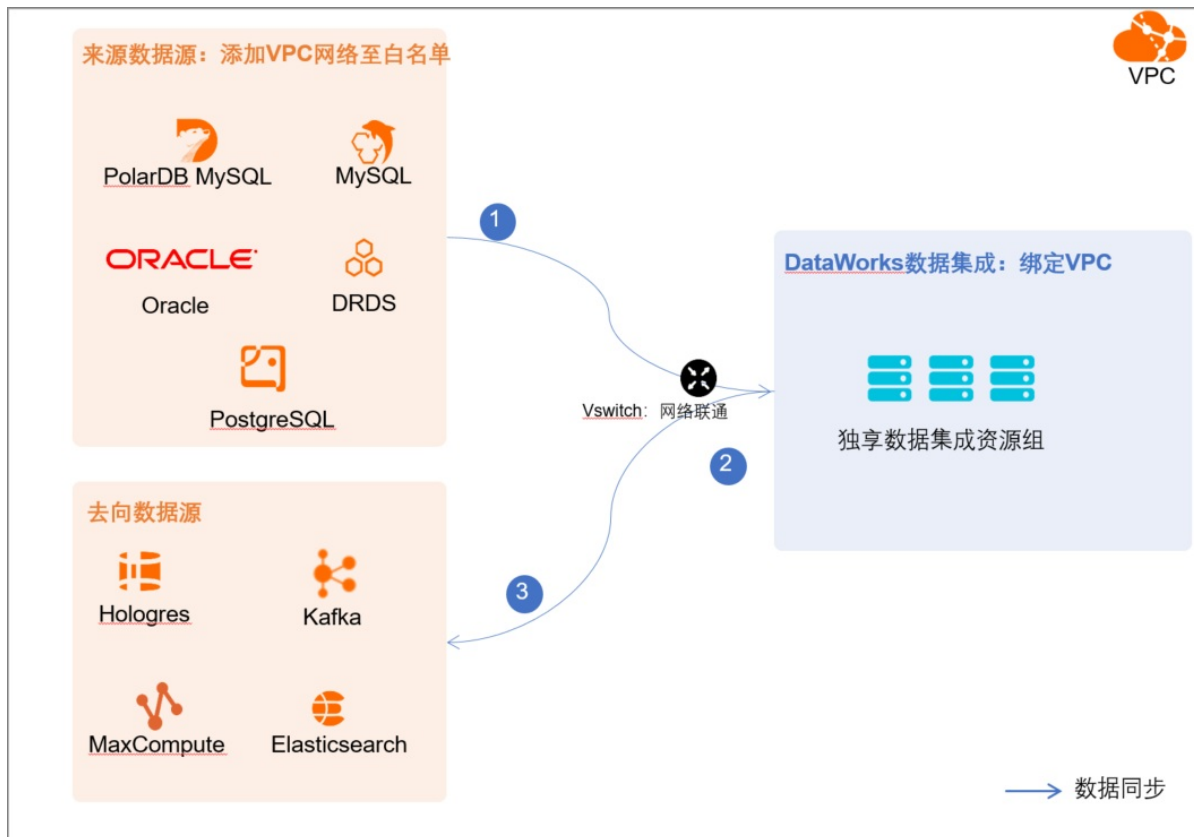 VPC
来源数据源：添加VPC网络至白名单
PolarDB MySQL
MySQL
ORACLE
Oracle
DRDS
PostgreSQL
1
DataWorks数据集成：绑定VPC
独享数据集成资源组
Vswitch：网络联通
2
去向数据源
Hologres
Kafka
3
MaxCompute
Elasticsearch
数据同步